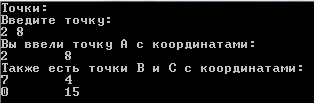 Точки:
Введите точку:
2 8
Вы ввели точку А с координатами:
2 8
Также есть точки В и С с координатами:
7 4
0 15